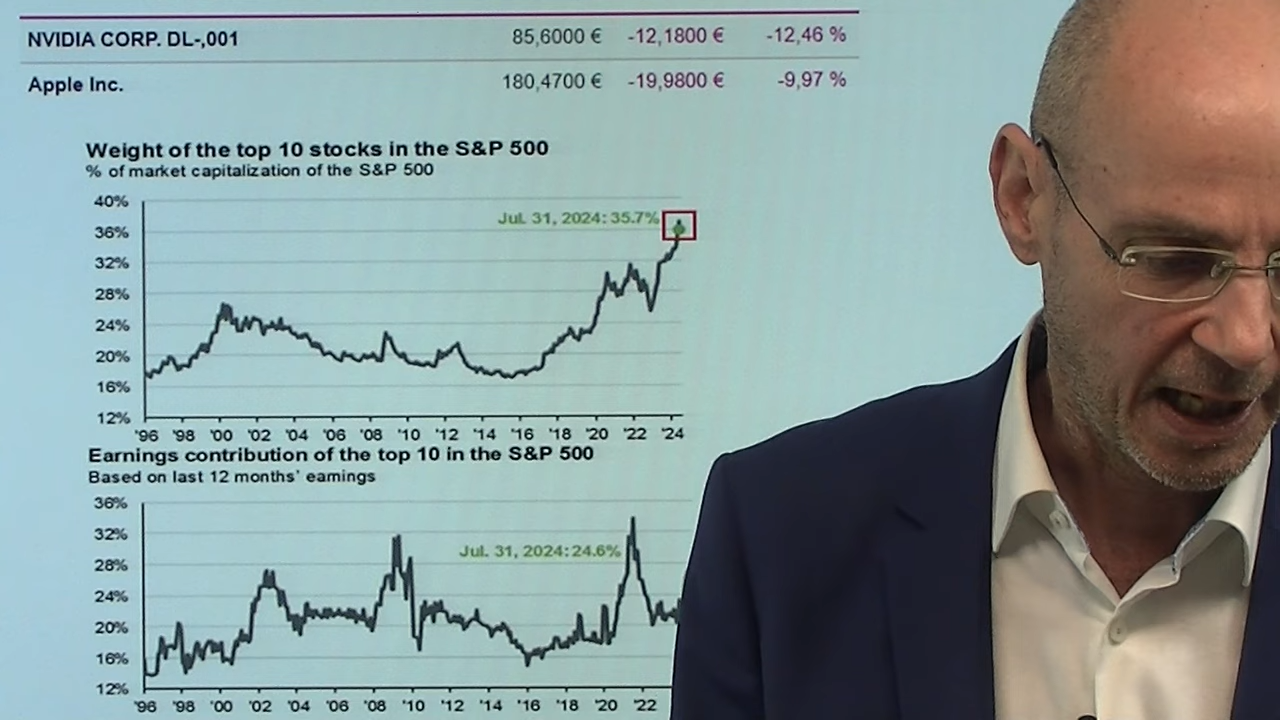 NVIDIA CORP. DL-,001 85,6000 € -12,1800 € -12,46 %
Apple Inc. 180,4700 € -19,9800 € -9,97 %
Weight of the top 10 stocks in the S&P 500
% of market capitalization of the S&P 500
40%
Jul. 31, 2024: 35.7%
36%
32%
28%
24%
20%
16%
12%
'96 '98 '00 '02 '04 '06 '08 '10 '12 '14 '16 '18 '20 '22 '24
Earnings contribution of the top 10 in the S&P 500
Based on last 12 months' earnings
36%
32%
Jul. 31, 2024: 24.6%
28%
24%
20%
16%
12%
'96 '98 '00 '02 '04 '06 '08 '10 '12 '14 '16 '18 '20 '22